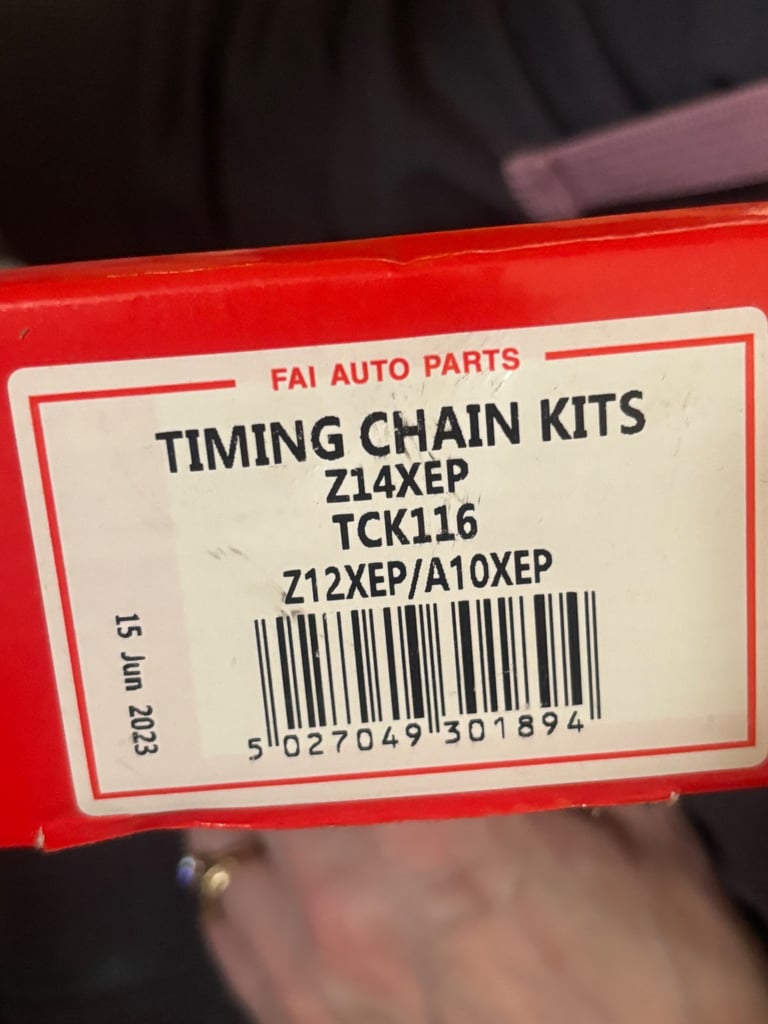 FAI AUTO PARTS
TIMING CHAIN KITS
Z14XEP
TCK116
Z12XEP/A10XEP
15 Jun 2023
5 027049 301894